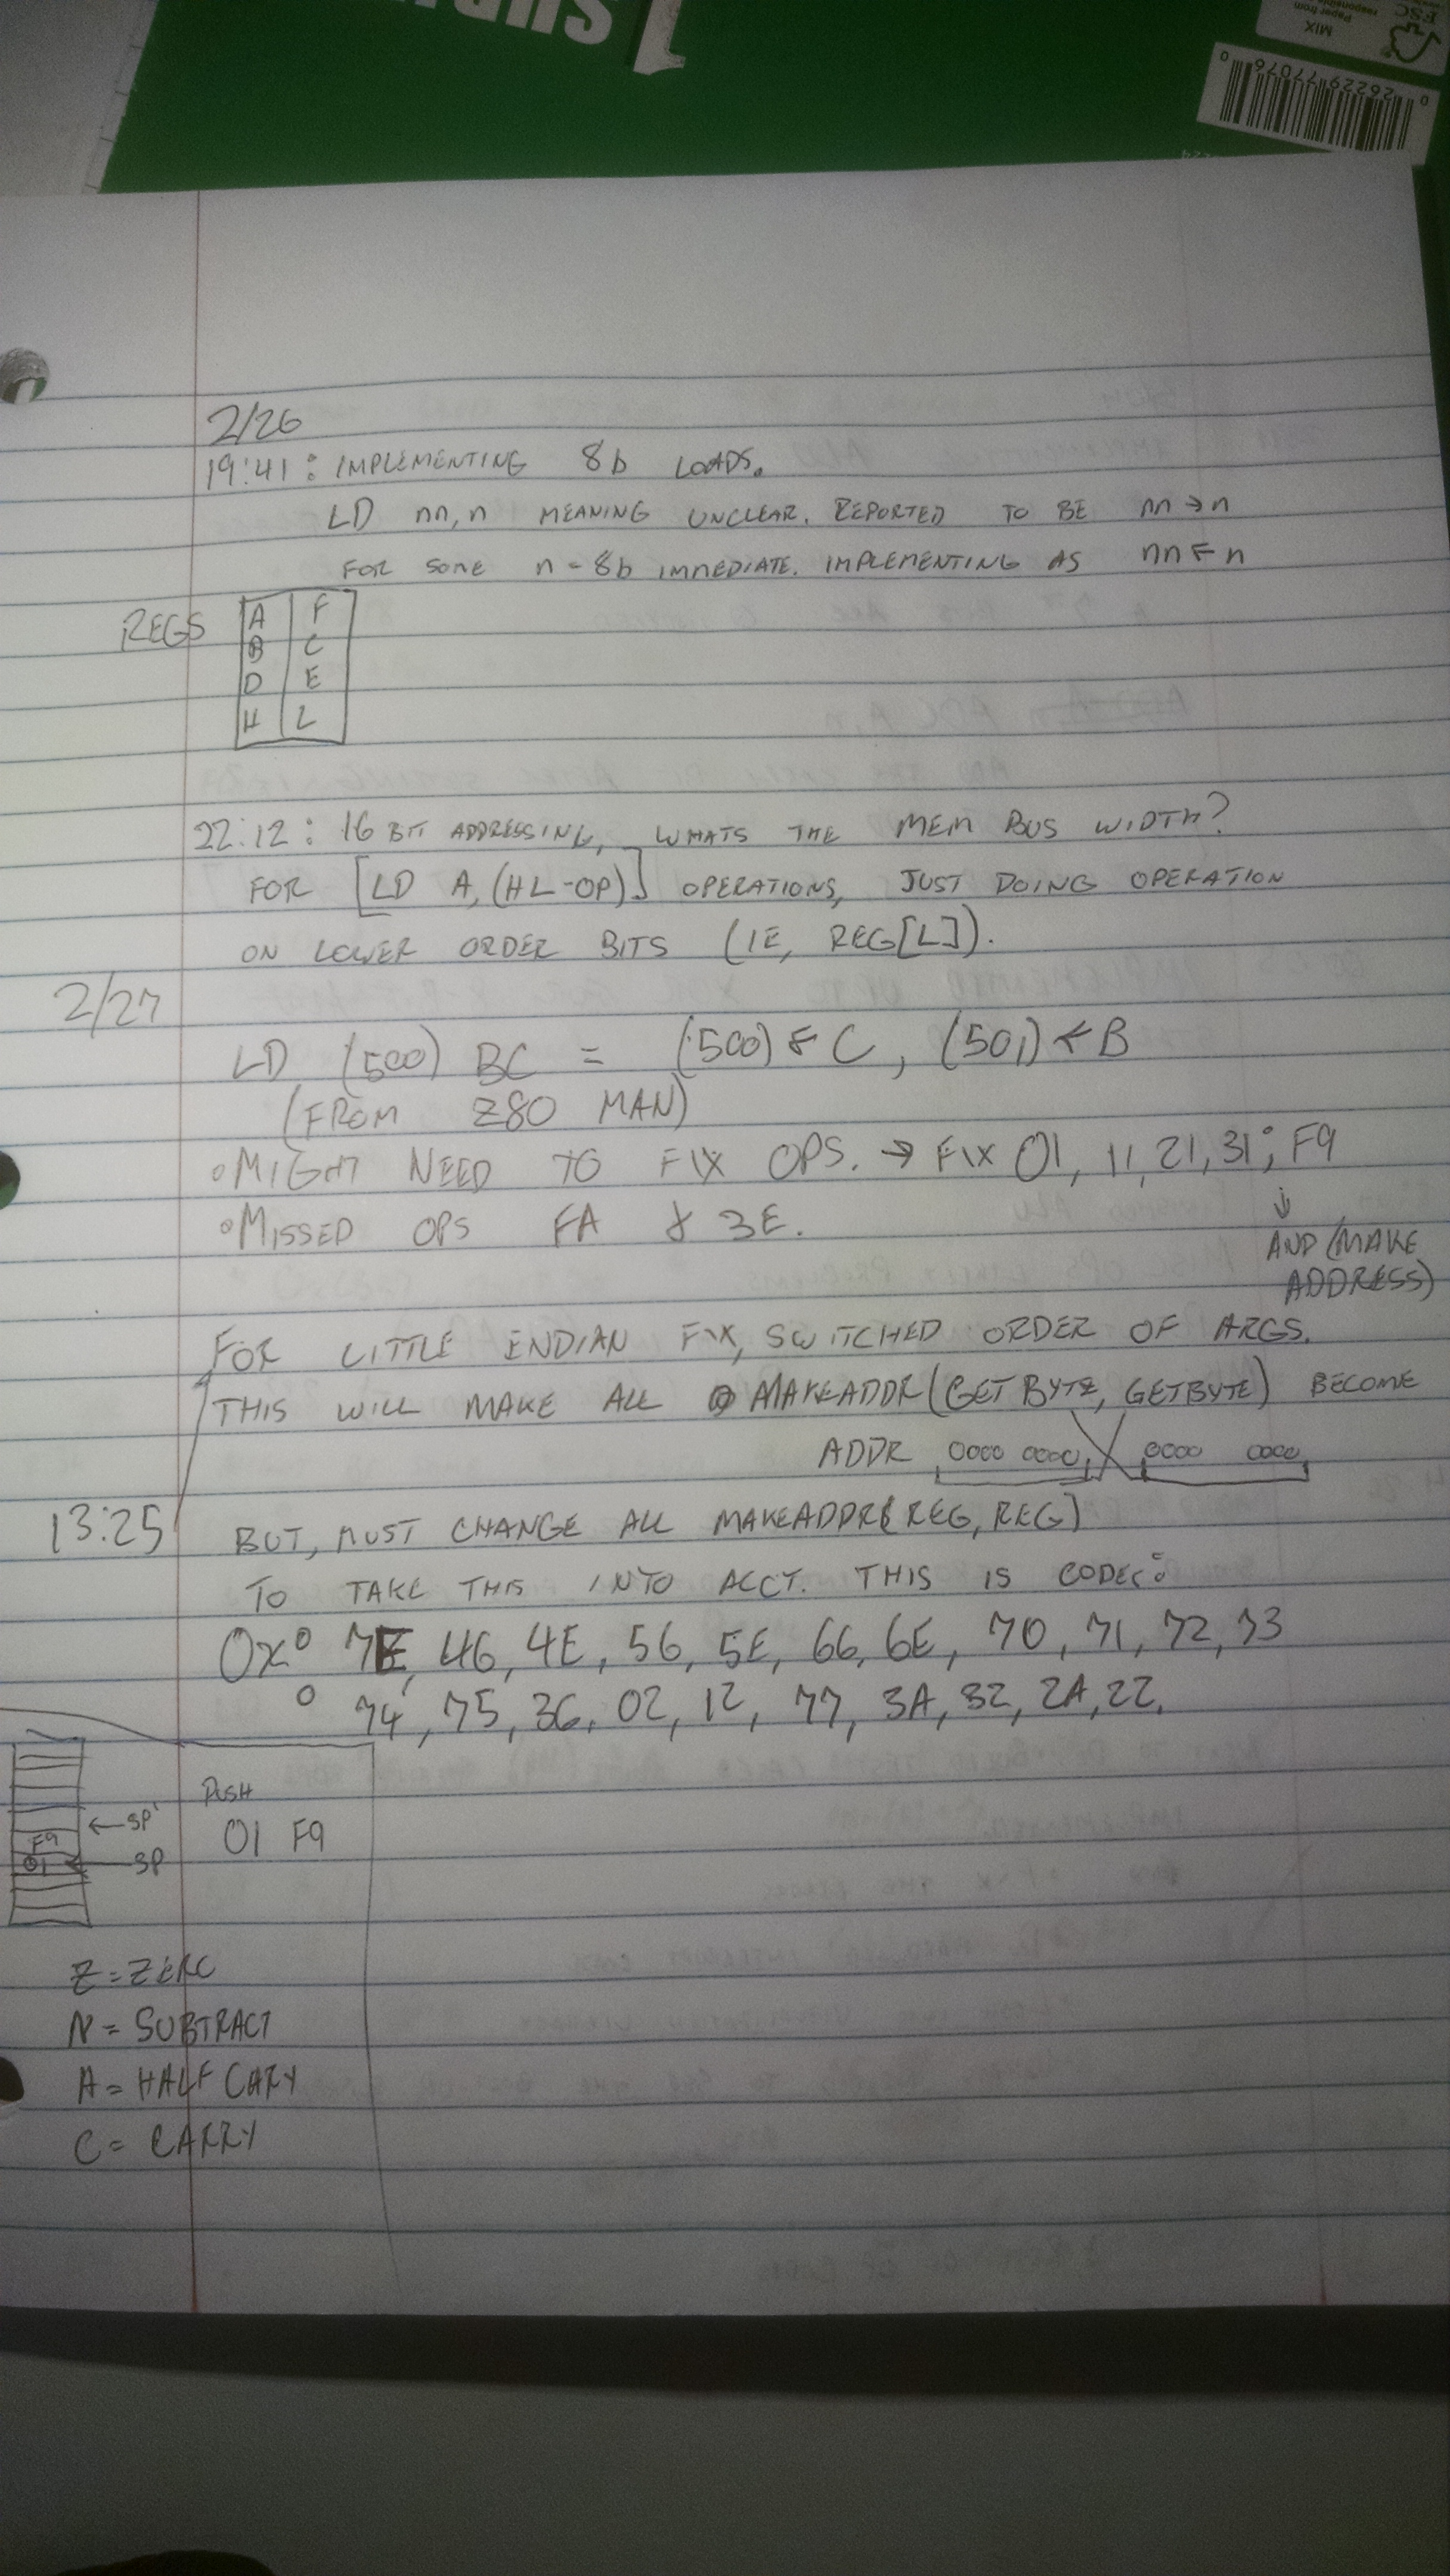 1 SUB
MIX
Paper from
responsible
FSC
0 26229 77076 0
2/26
19:41: IMPLEMENTING 8b LOADS.
LD nn,n MEANING UNCLEAR. REPORTED TO BE nn→n
FOR SOME n=8b IMMEDIATE. IMPLEMENTING AS nn←n
REGS
A F
B C
D E
H L
22:12: 16 BIT ADDRESSING, WHATS THE MEM BUS WIDTH?
FOR [LD A,(HL-OP)] OPERATIONS, JUST DOING OPERATION
ON LOWER ORDER BITS (IE, REG[L]).
2/27
LD (500) BC = (500)←C, (501)←B
(FROM Z80 MAN)
°MIGHT NEED TO FIX OPS. → FIX 01, 11, 21, 31; F9
°MISSED OPS FA & 3E.
↓
AND (MAKE
ADDRESS)
FOR LITTLE ENDIAN FIX, SWITCHED ORDER OF ARGS.
THIS WILL MAKE ALL MAKEADDR(GETBYTE, GETBYTE) BECOME
ADDR 0000 0000, 0000 0000
13:25
BUT, MUST CHANGE ALL MAKEADDR(REG, REG)
TO TAKE THIS INTO ACCT. THIS IS CODES:
0x: 7E, 46, 4E, 56, 5E, 66, 6E, 70, 71, 72, 73
74, 75, 36, 02, 12, 77, 3A, 32, 2A, 22,
PUSH
01 F9
←SP'
F9
01 ←SP
Z=ZERO
N= SUBTRACT
A= HALF CARY
C= CARRY